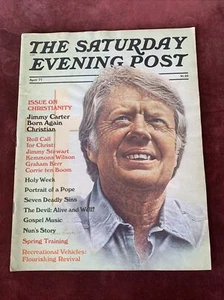 THE SATURDAY
EVENING POST
ISSUE ON
CHRISTIANITY
Jimmy Carter
Born Again
Christian
Roll Call
for Christ:
Jimmy Stewart
Kemmons Wilson
Graham Kerr
Corrie ten Boom
Holy Week
Portrait of a Pope
Seven Deadly Sins
The Devil: Alive and Well?
Gospel Music
Nun's Story
Spring Training
Recreational Vehicles:
Flourishing Revival